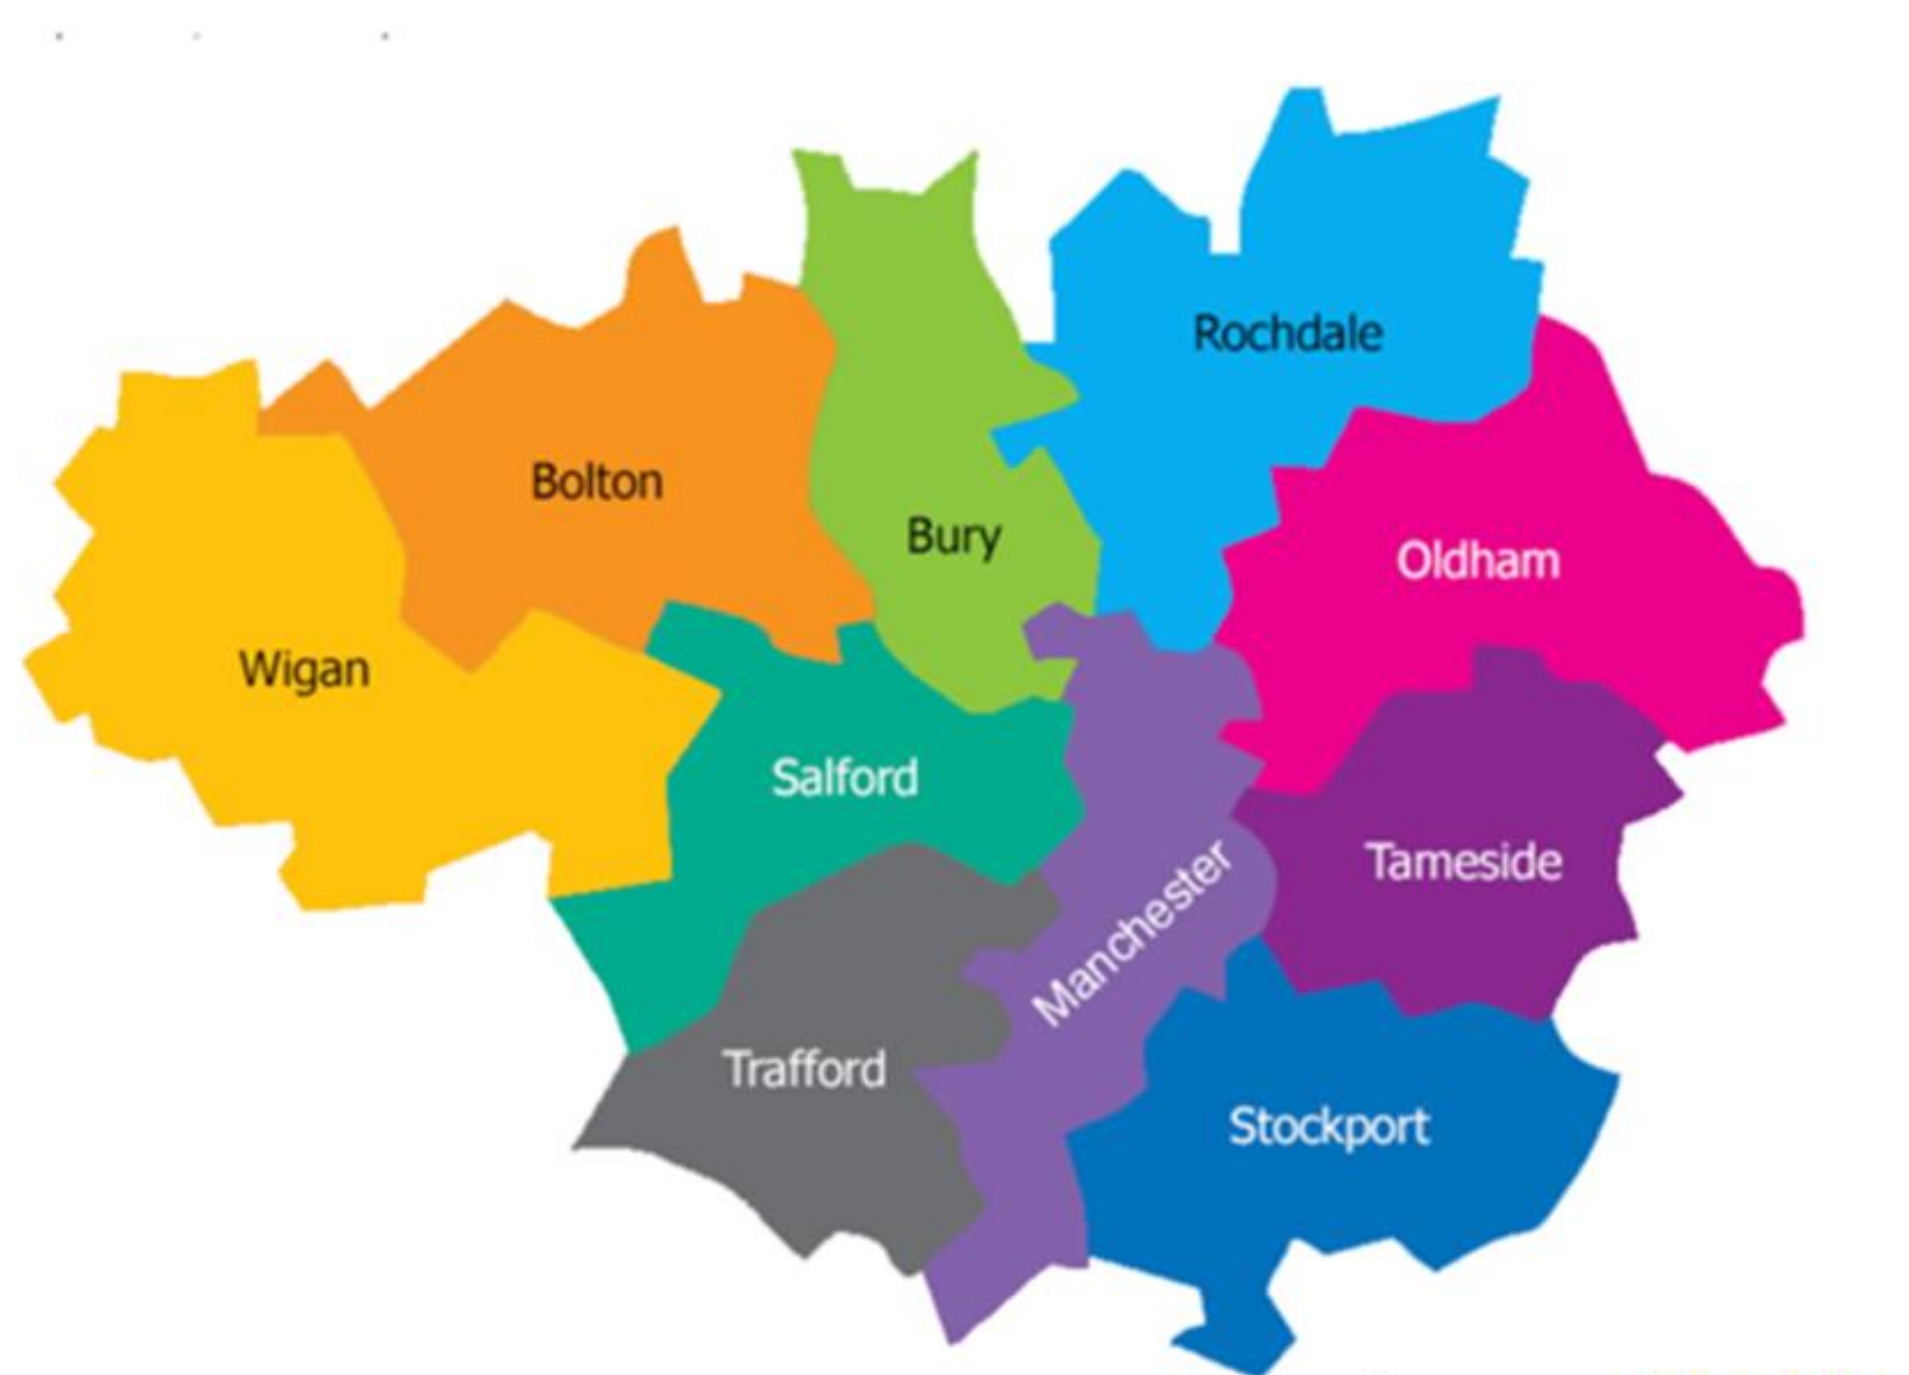 Rochdale
Bolton
Bury
Oldham
Wigan
Salford
Tameside
Manchester
Trafford
Stockport